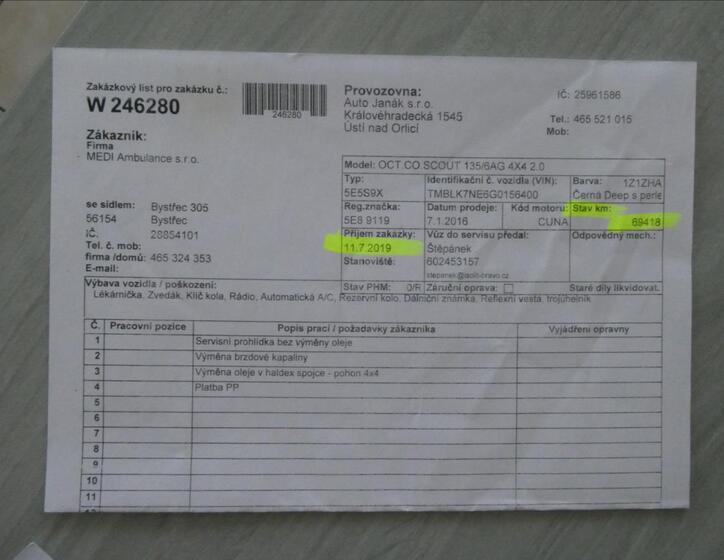 Zakázkový list pro zakázku č.:
W 246280
246280
Provozovna:
Auto Janák s.r.o.
Královéhradecká 1545
Ústí nad Orlicí
IČ: 25961586
Tel.: 465 521 015
Mob:
Zákazník:
Firma
MEDI Ambulance s.r.o.
se sídlem: Bystřec 305
56154 Bystřec
IČ. 28854101
Tel. č. mob:
firma /domů: 465 324 353
E-mail:
Model: OCT.CO SCOUT 135/6AG 4X4 2.0
Typ: Identifikační č. vozidla (VIN): Barva: 1Z1ZHA
5E5S9X TMBLK7NE6G0156400 Černá Deep s perle
Reg.značka: Datum prodeje: Kód motoru: Stav km:
5E8 9119 7.1.2016 CUNA 69418
Příjem zakázky: Vůz do servisu předal: Odpovědný mech.:
11.7.2019 Štěpánek
Stanoviště: 602453157
stepanek@isolit-bravo.cz
Výbava vozidla / poškození: Stav PHM: 0/R Záruční oprava: Staré díly likvidovat.
Lékárnička, Zvedák, Klíč kola, Rádio, Automatická A/C, Rezervní kolo, Dálniční známka, Reflexní vesta, trojúhelník
Č. Pracovní pozice Popis prací / požadavky zákazníka Vyjádření opravny
1 Servisní prohlídka bez výměny oleje
2 Výměna brzdové kapaliny
3 Výměna oleje v haldex spojce - pohon 4x4
4 Platba PP
5
6
7
8
9
10
11